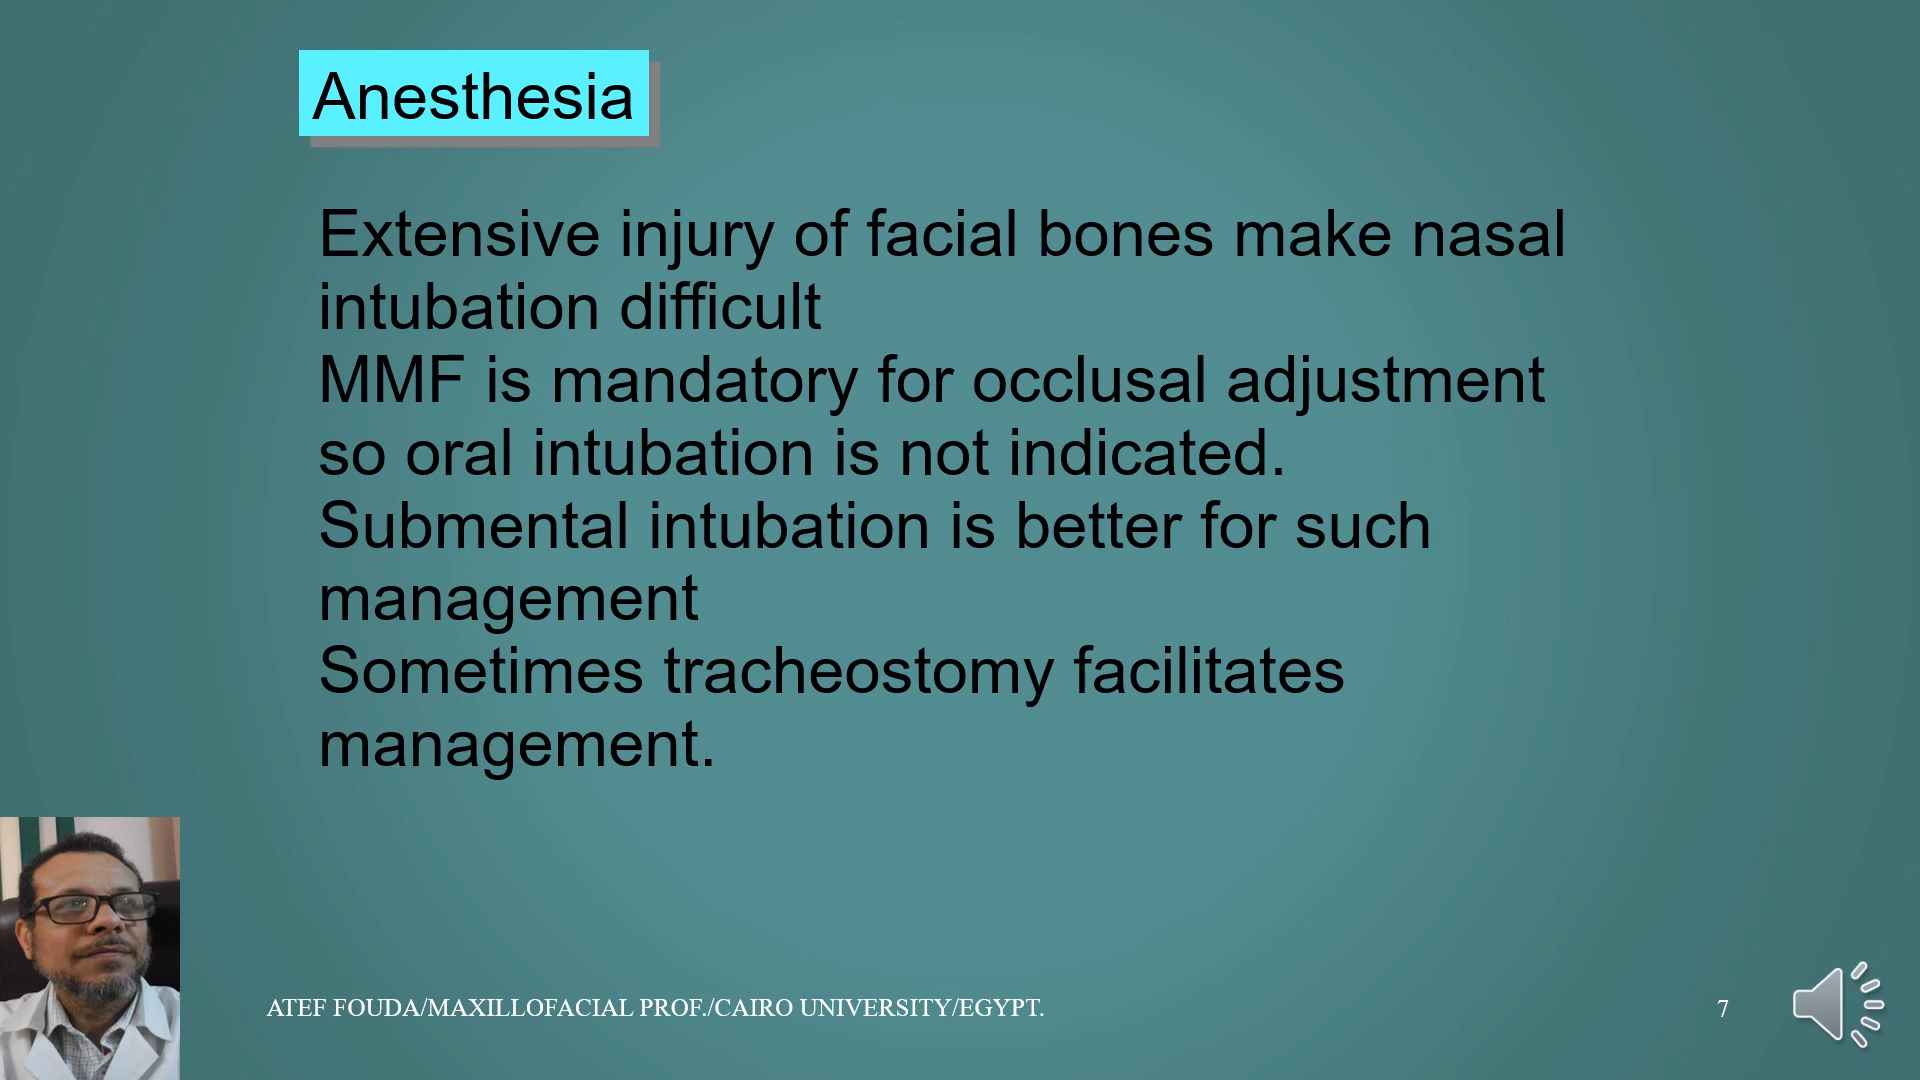 Anesthesia
Extensive injury of facial bones make nasal
intubation difficult
MMF is mandatory for occlusal adjustment
so oral intubation is not indicated.
Submental intubation is better for such
management
Sometimes tracheostomy facilitates
management.
ATEF FOUDA/MAXILLOFACIAL PROF./CAIRO UNIVERSITY/EGYPT.
7